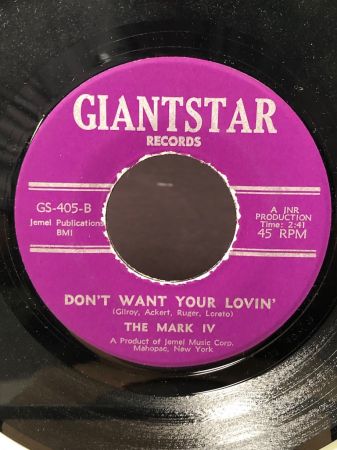 GIANTSTAR
RECORDS
GS-405-B
Jemel Publications
BMI
A JNR
PRODUCTION
Time: 2:41
45 RPM
DON'T WANT YOUR LOVIN'
(Gilroy, Ackert, Ruger, Loreto)
THE MARK IV
A Product of Jemel Music Corp.
Mahopac, New York